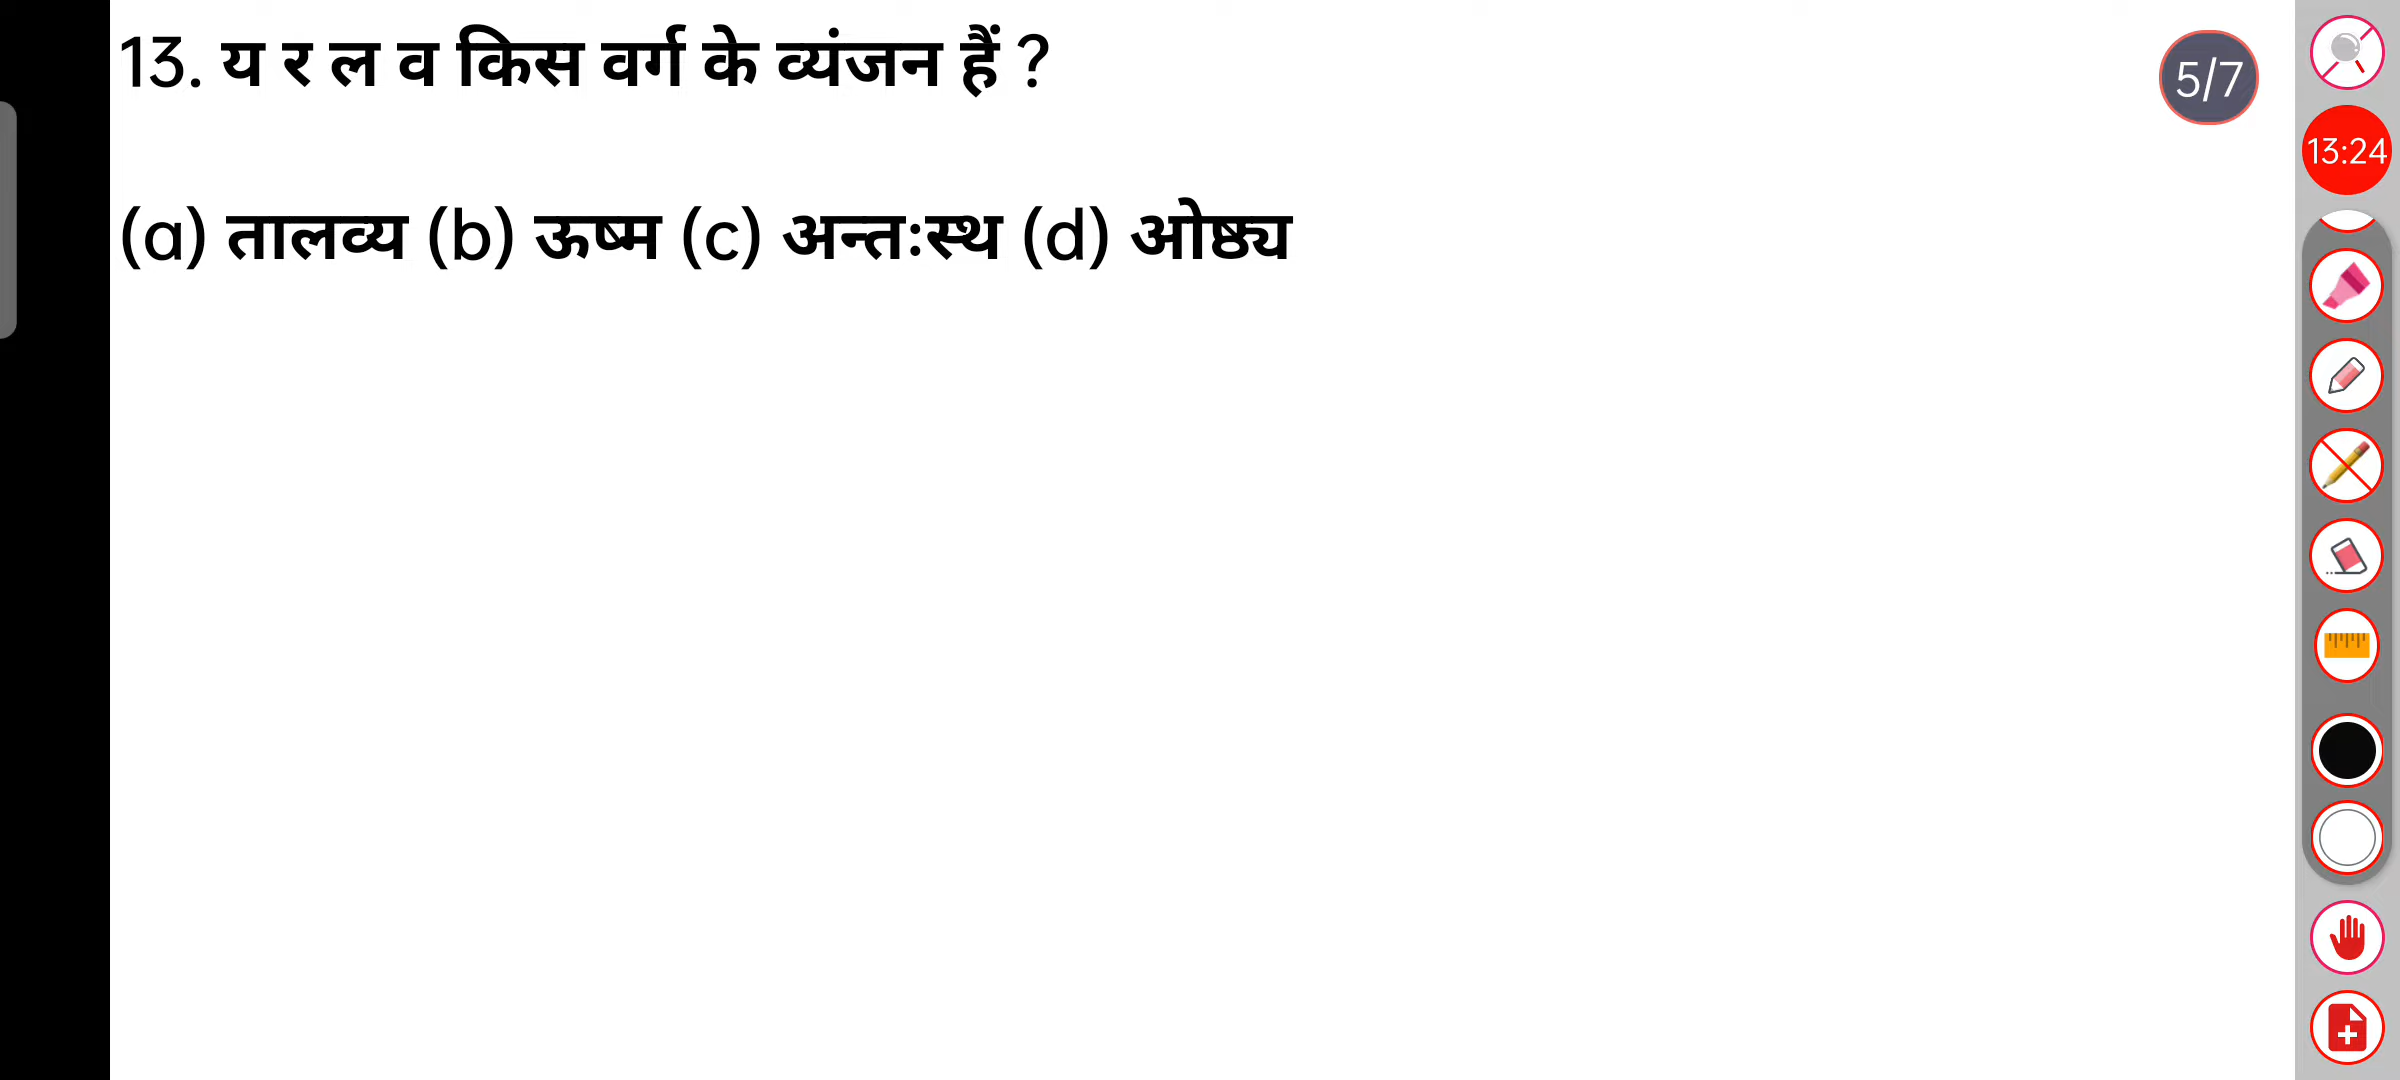 13. य र ल व किस वर्ग के व्यंजन हैं ?
5/7
13:24
(a) तालव्य (b) ऊष्म (c) अन्तःस्थ (d) ओष्ठ्य